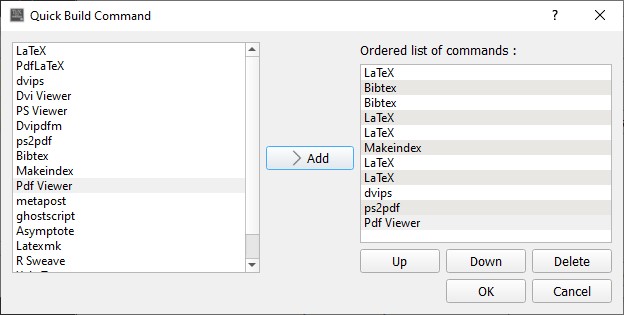 Quick Build Command
?
LaTeX
PdfLaTeX
dvips
Dvi Viewer
PS Viewer
Dvipdfm
ps2pdf
Bibtex
Makeindex
Pdf Viewer
metapost
ghostscript
Asymptote
Latexmk
R Sweave
Add
Ordered list of commands :
LaTeX
Bibtex
Bibtex
LaTeX
LaTeX
Makeindex
LaTeX
LaTeX
dvips
ps2pdf
Pdf Viewer
Up
Down
Delete
OK
Cancel